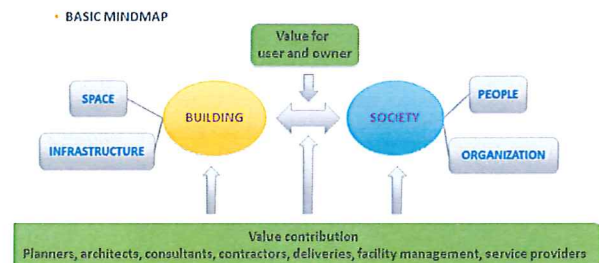 • BASIC MINDMAP
Value for
user and owner
SPACE
BUILDING
SOCIETY
PEOPLE
INFRASTRUCTURE
ORGANIZATION
Value contribution
Planners, architects, consultants, contractors, deliveries, facility management, service providers